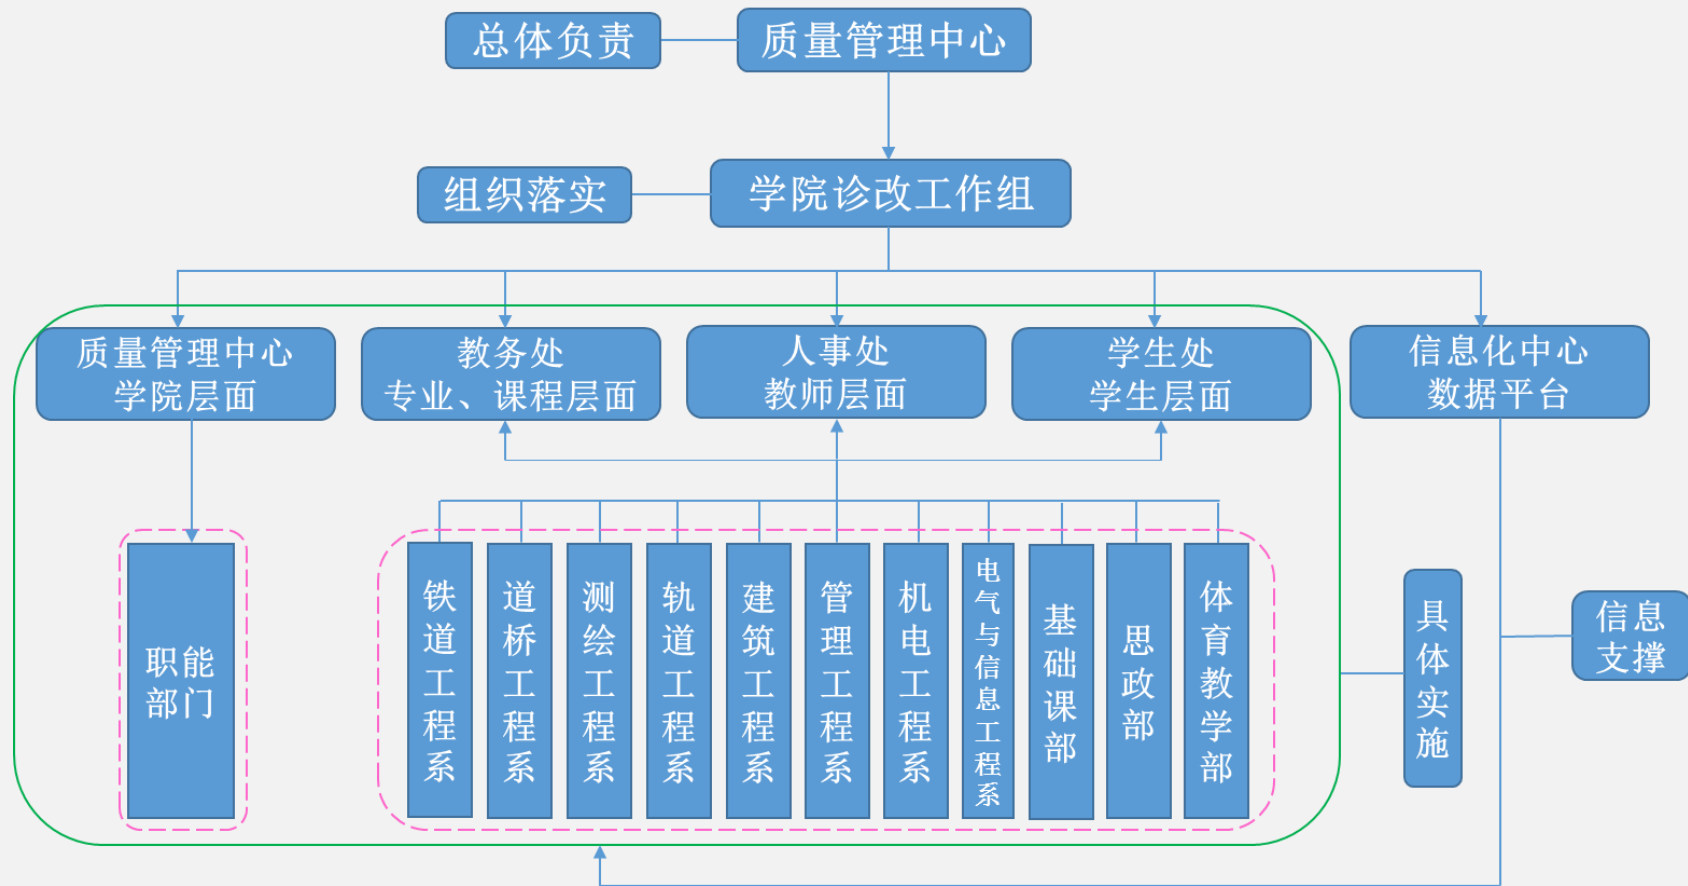 总体负责
质量管理中心
组织落实
学院诊改工作组
质量管理中心
学院层面
教务处
专业、课程层面
人事处
教师层面
学生处
学生层面
信息化中心
数据平台
职能
部门
铁道工程系
道桥工程系
测绘工程系
轨道工程系
建筑工程系
管理工程系
机电工程系
电气与信息工程系
基础课部
思政部
体育教学部
具体实施
信息
支撑